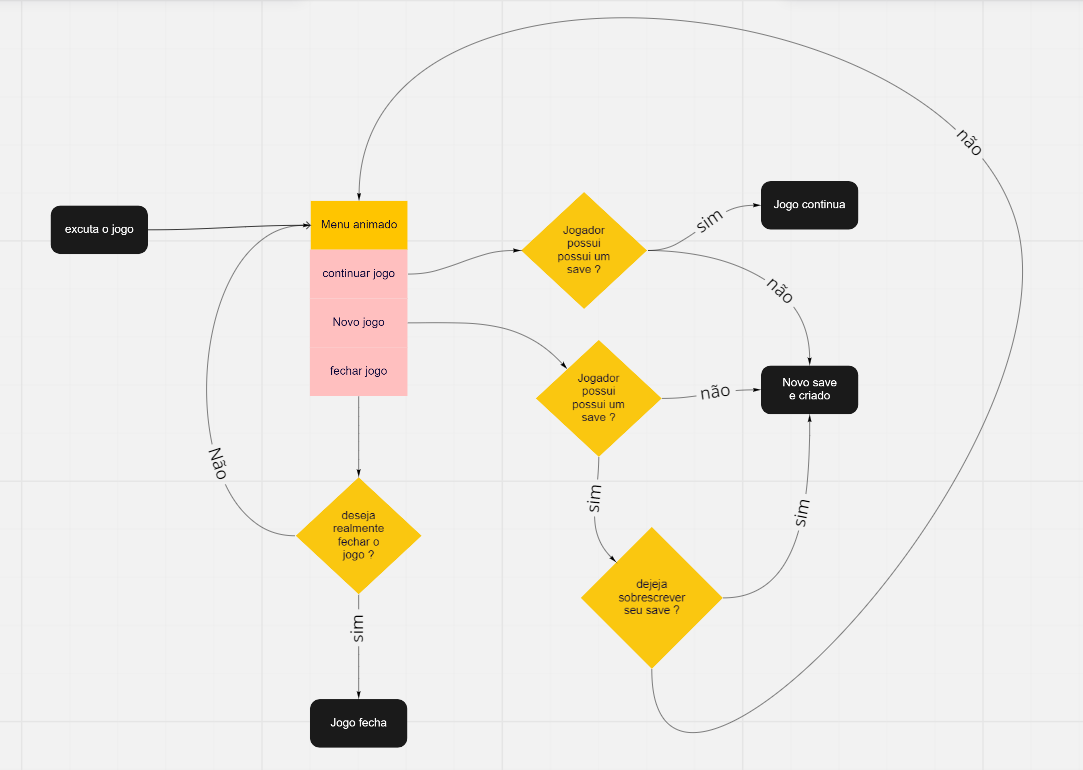 não
excuta o jogo
Menu animado
continuar jogo
Novo jogo
fechar jogo
Jogador
possui
possui um
save ?
sim
Jogo continua
não
Jogador
possui
possui um
save ?
não
Novo save
e criado
sim
dejeja
sobrescrever
seu save ?
sim
Não
deseja
realmente
fechar o
jogo ?
sim
Jogo fecha